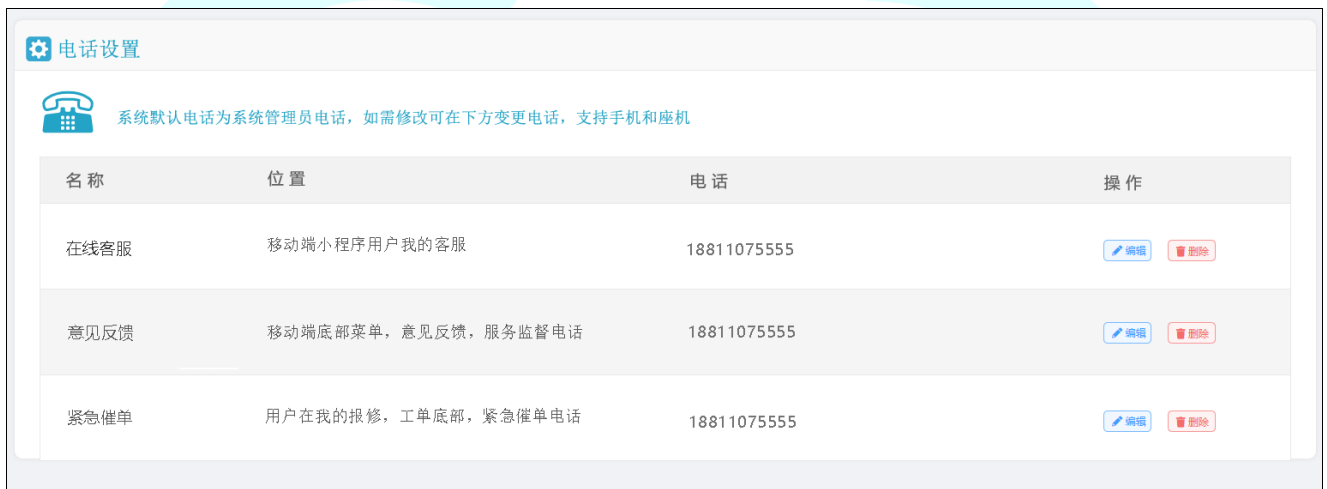 电话设置
系统默认电话为系统管理员电话，如需修改可在下方变更电话，支持手机和座机
名称 位置 电话 操作
在线客服 移动端小程序用户我的客服 18811075555 编辑 删除
意见反馈 移动端底部菜单，意见反馈，服务监督电话 18811075555 编辑 删除
紧急催单 用户在我的报修，工单底部，紧急催单电话 18811075555 编辑 删除